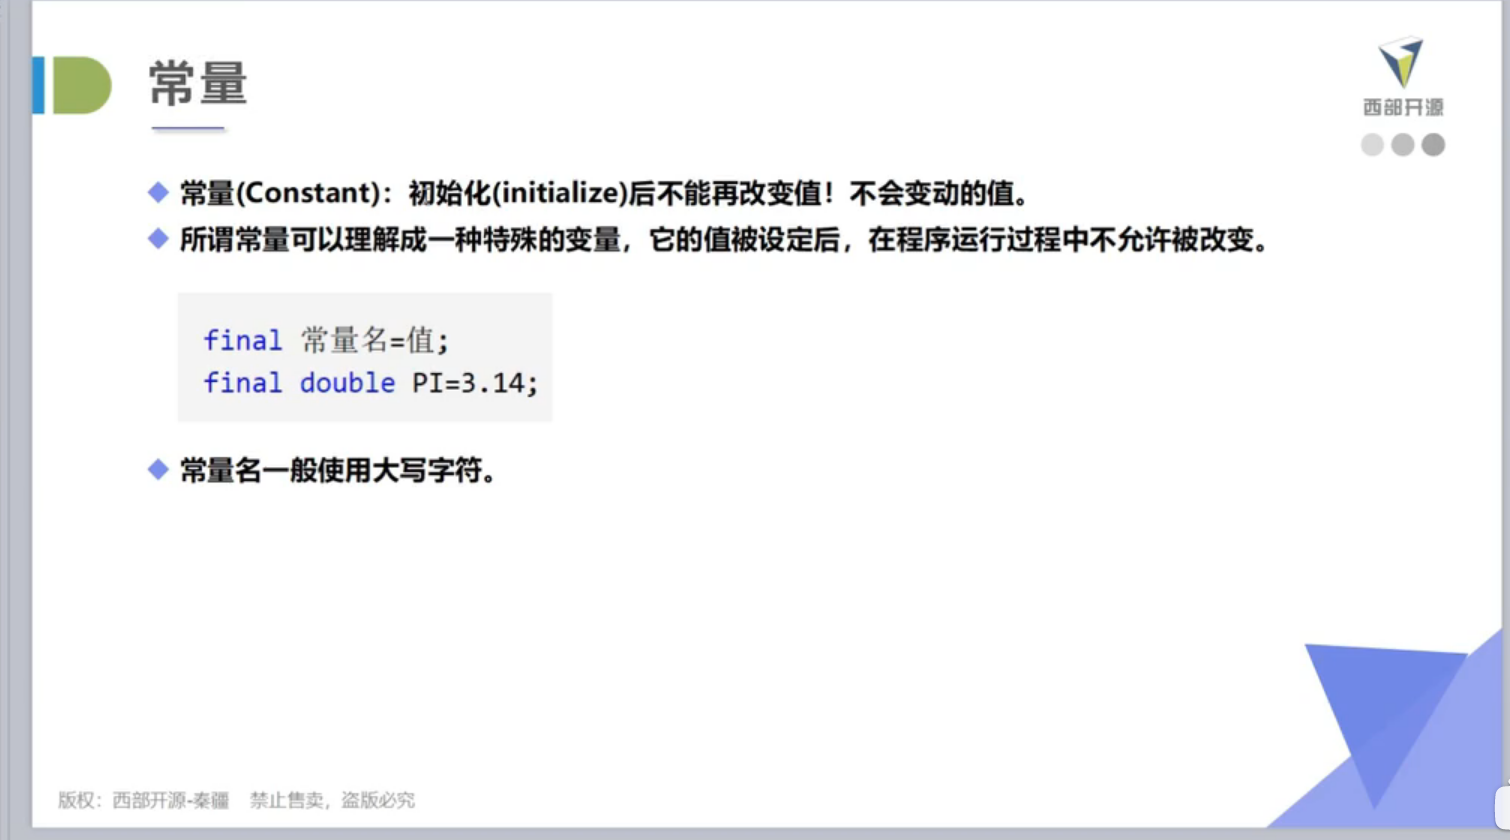 常量
西部开源
常量(Constant)：初始化(initialize)后不能再改变值！不会变动的值。
所谓常量可以理解成一种特殊的变量，它的值被设定后，在程序运行过程中不允许被改变。
final 常量名=值;
final double PI=3.14;
常量名一般使用大写字符。
版权：西部开源-秦疆 禁止售卖，盗版必究